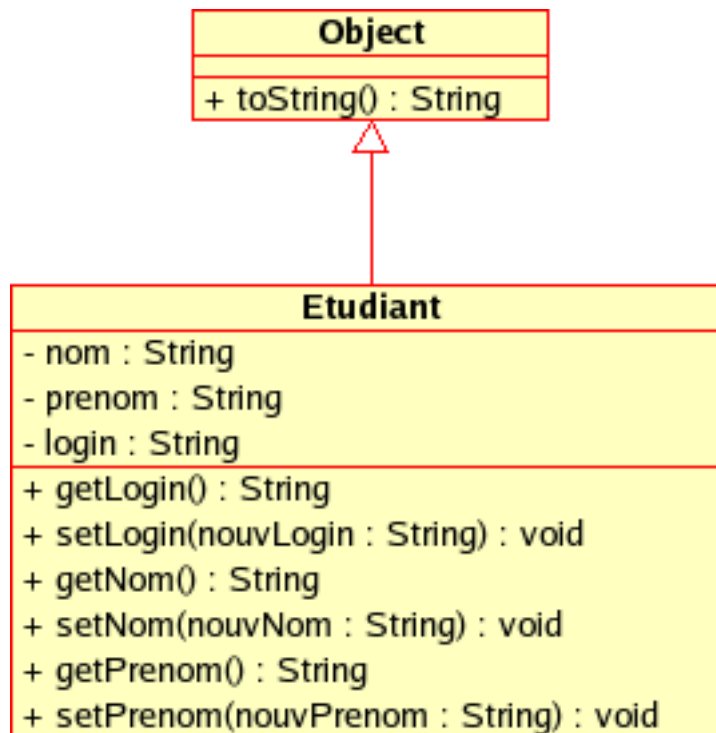 Object
+ toString() : String
Etudiant
- nom : String
- prenom : String
- login : String
+ getLogin() : String
+ setLogin(nouvLogin : String) : void
+ getNom() : String
+ setNom(nouvNom : String) : void
+ getPrenom() : String
+ setPrenom(nouvPrenom : String) : void